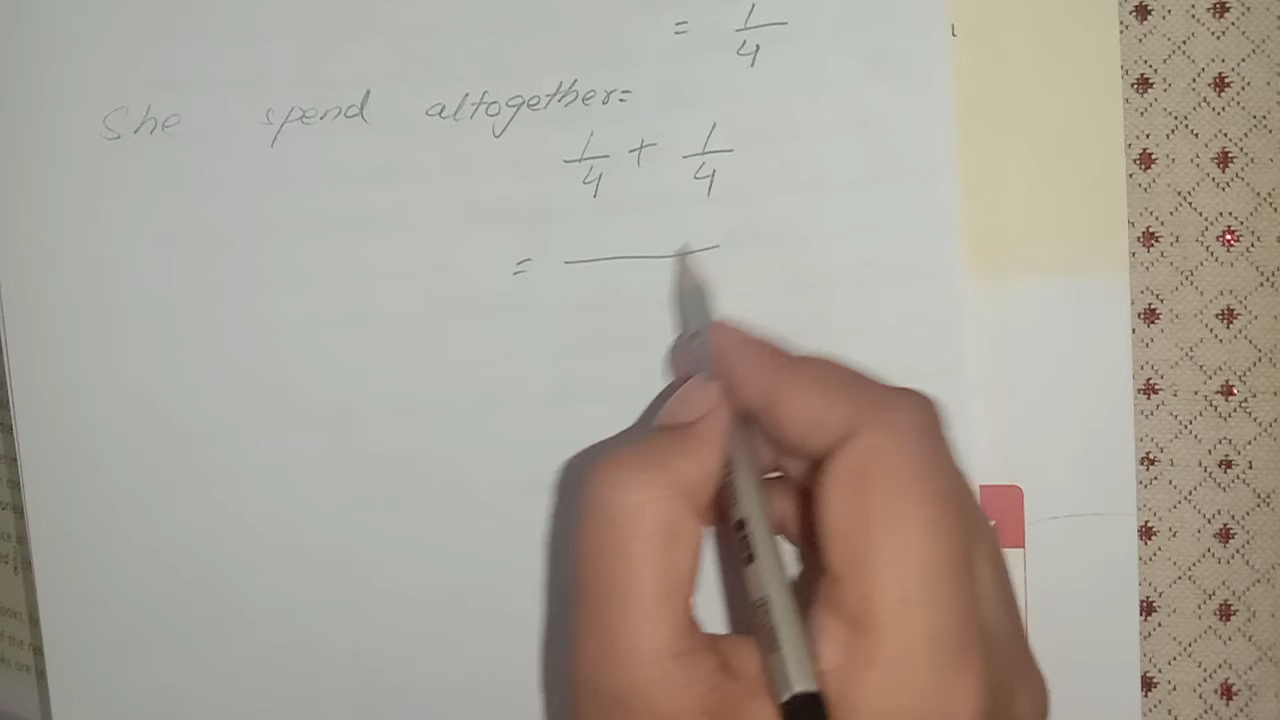 = 1/4
She spend altogether=
1/4 + 1/4
=